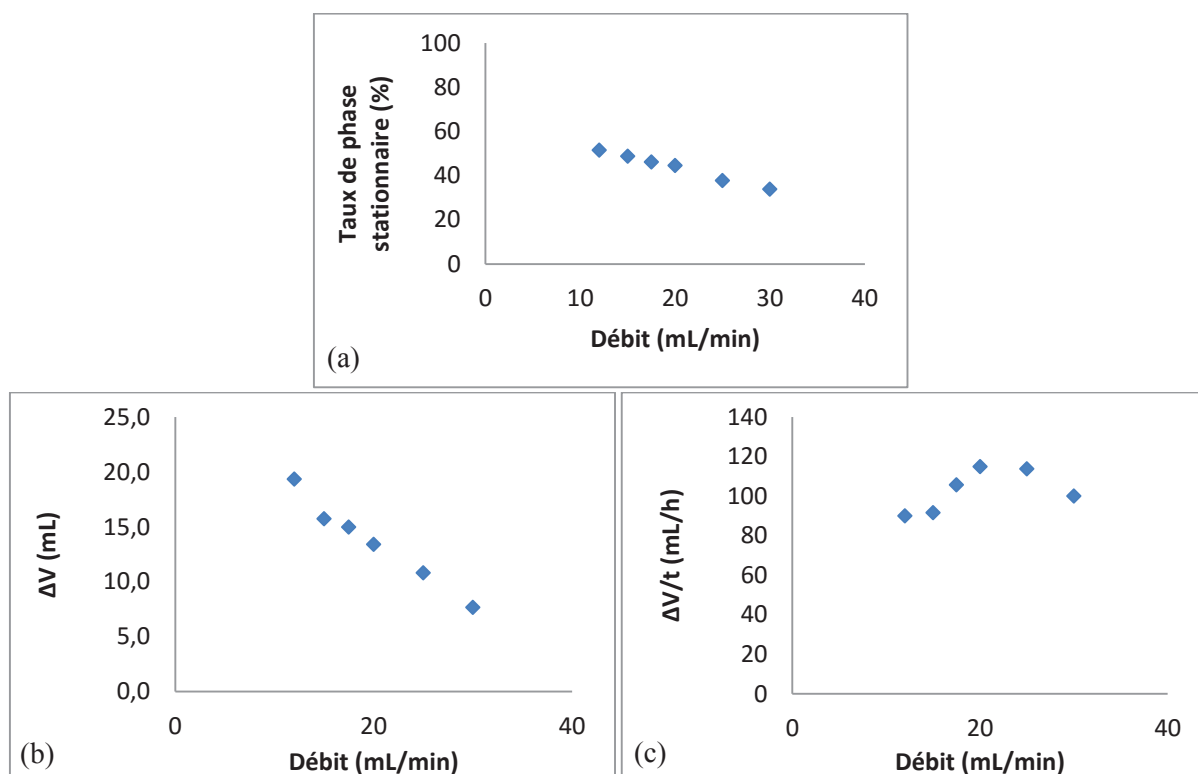 100
80
60
40
20
0
Taux de phase
stationnaire (%)
0 10 20 30 40
Débit (mL/min)
(a)
25,0
20,0
15,0
10,0
5,0
0,0
ΔV (mL)
0 20 40
Débit (mL/min)
(b)
140
120
100
80
60
40
20
0
ΔV/t (mL/h)
0 20 40
Débit (mL/min)
(c)